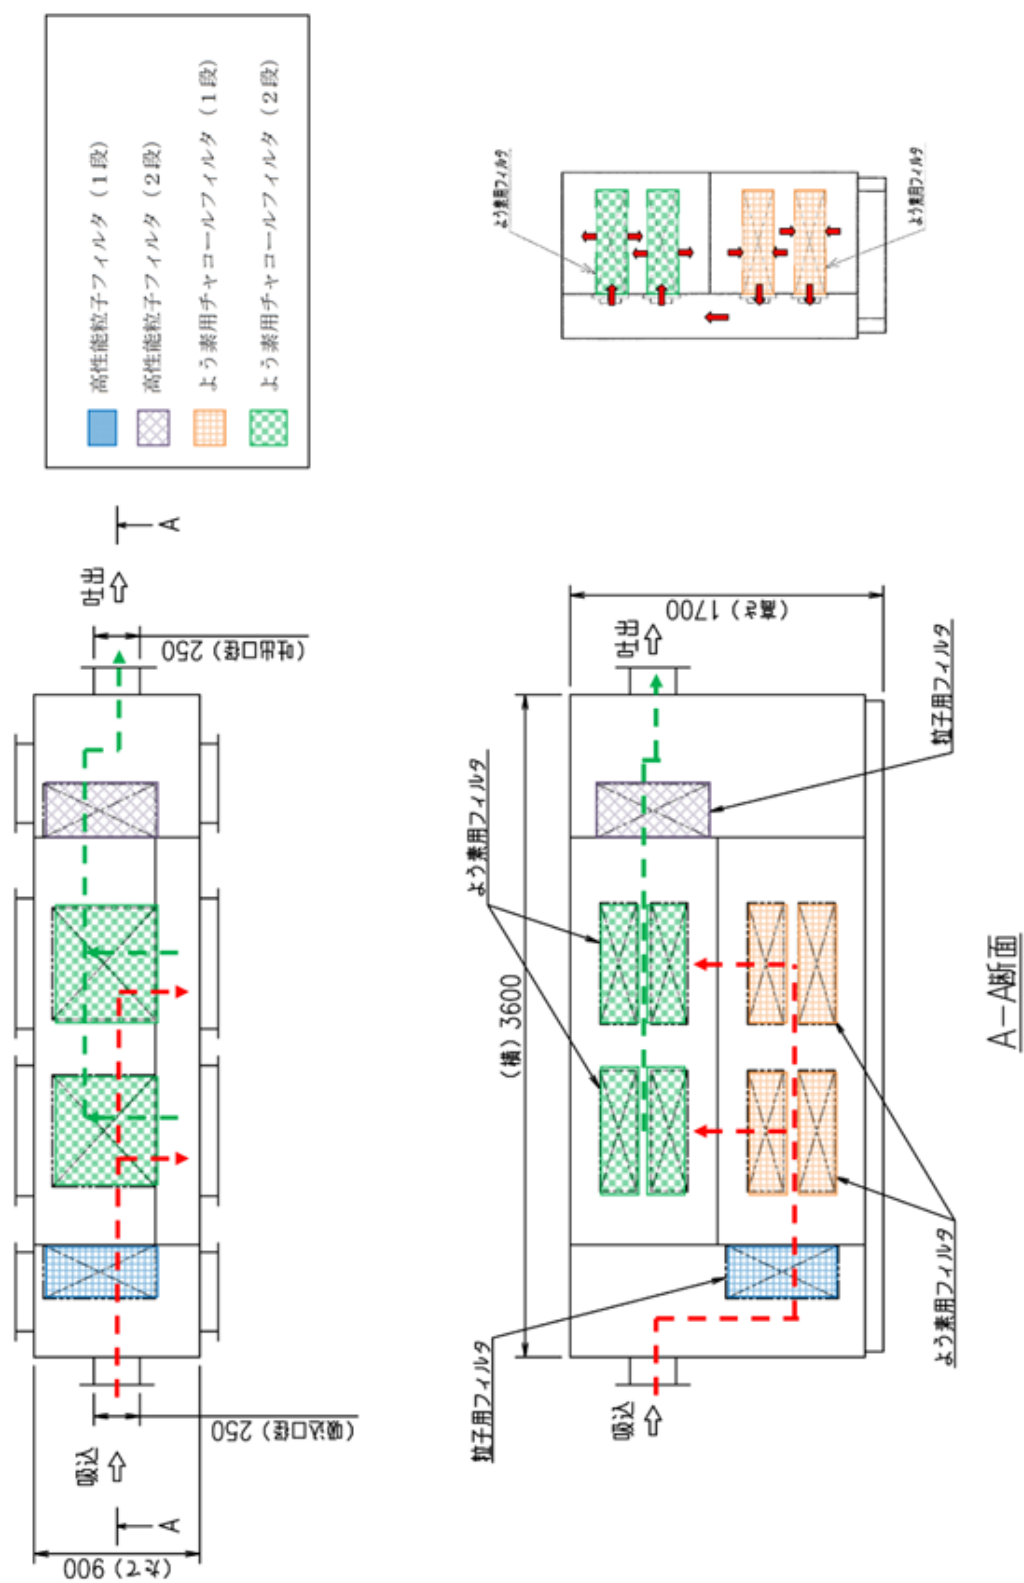 高性能粒子フィルタ（1段）
高性能粒子フィルタ（2段）
よう素用チャコールフィルタ（1段）
よう素用チャコールフィルタ（2段）
A
A
吸込
吐出
(たて) 900
(吸込口径) 250
(吐出口径) 250
よう素用フィルタ
よう素用フィルタ
吸込
吐出
(横) 3600
(高さ) 1700
粒子用フィルタ
よう素用フィルタ
よう素用フィルタ
粒子用フィルタ
A－A断面